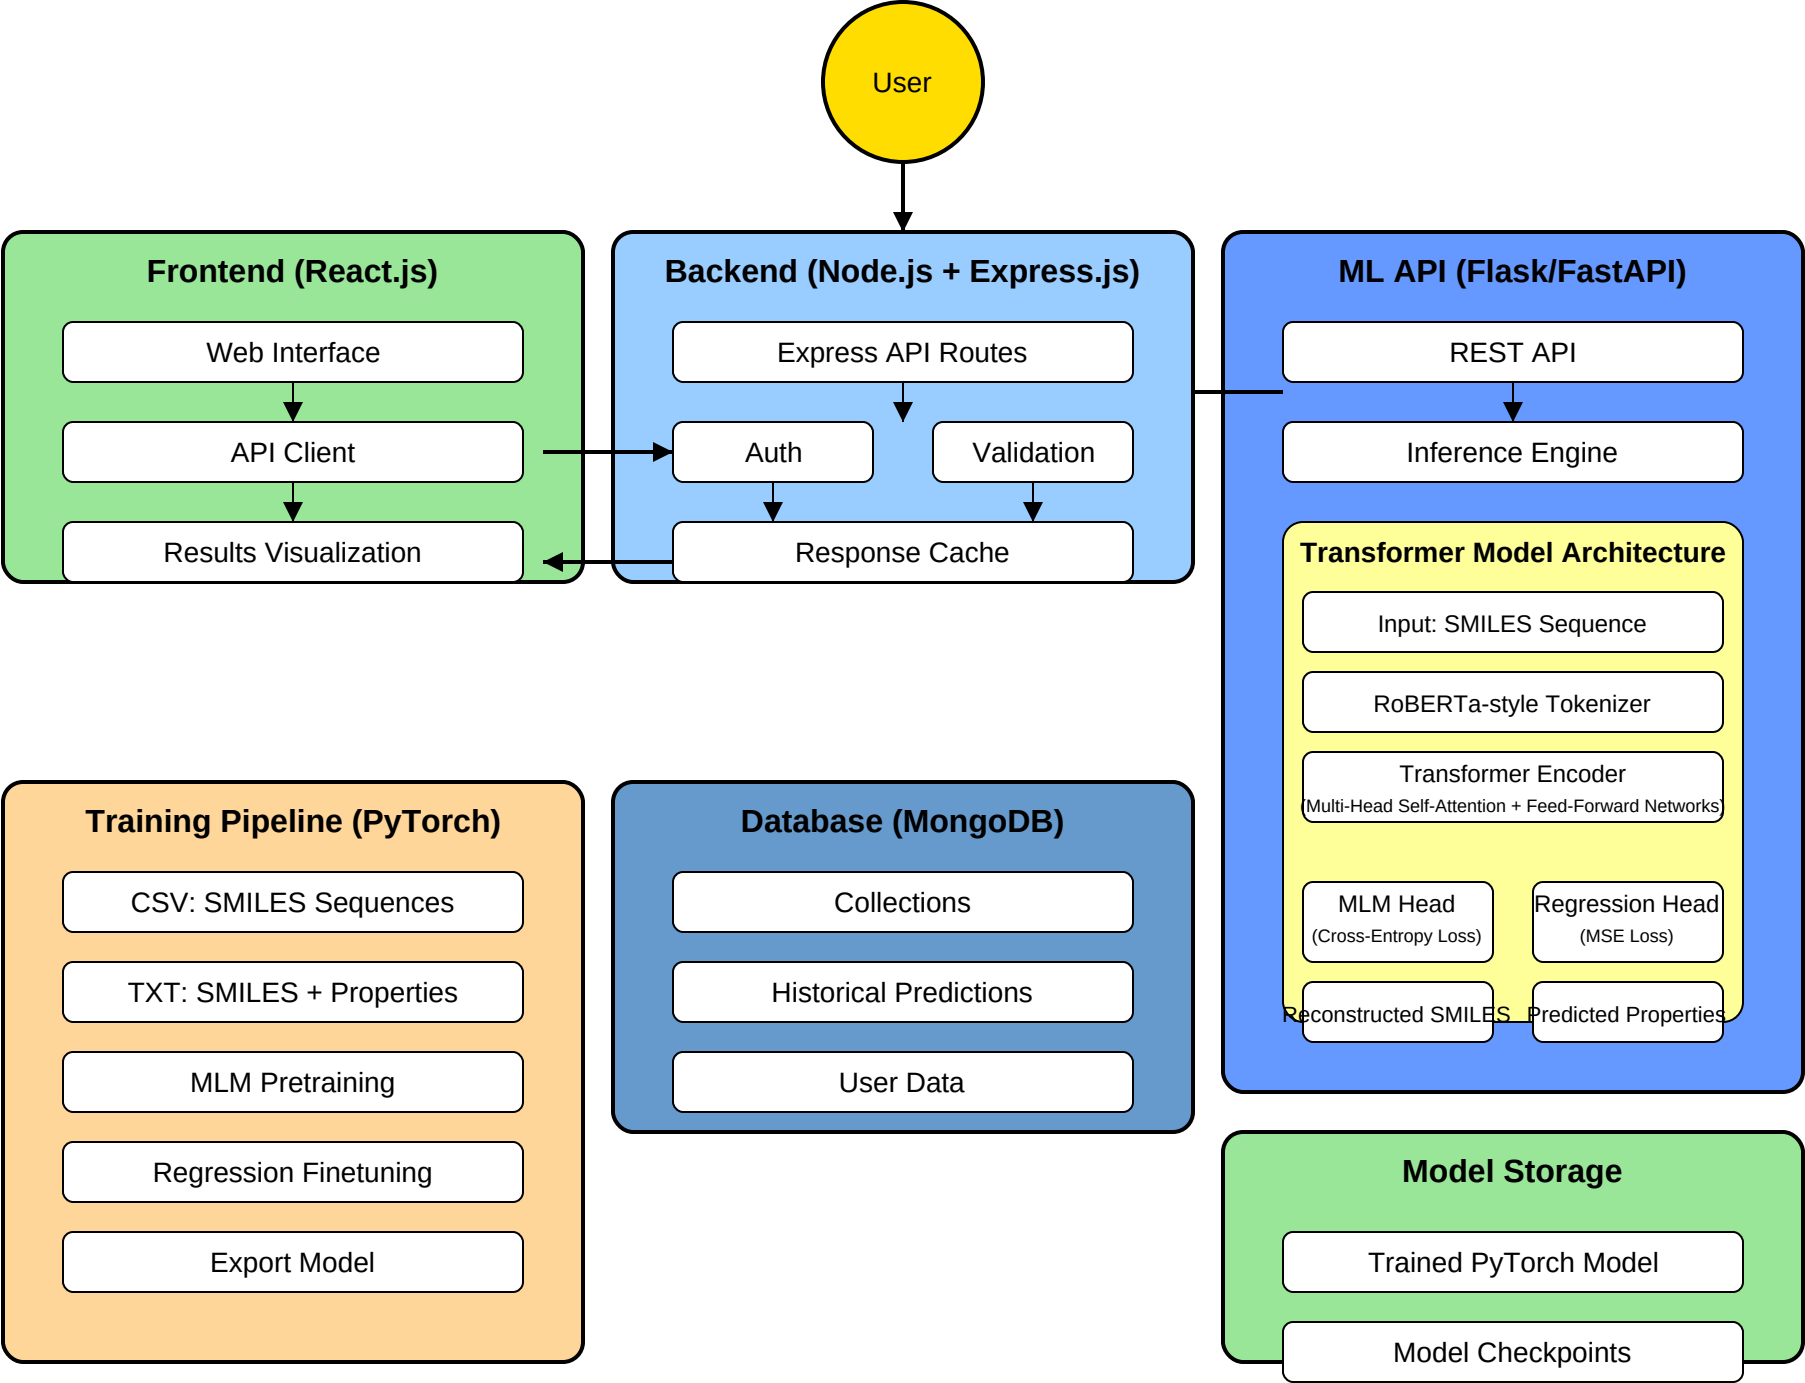 User
Frontend (React.js)
Web Interface
API Client
Results Visualization
Backend (Node.js + Express.js)
Express API Routes
Auth
Validation
Response Cache
ML API (Flask/FastAPI)
REST API
Inference Engine
Transformer Model Architecture
Input: SMILES Sequence
RoBERTa-style Tokenizer
Transformer Encoder
(Multi-Head Self-Attention + Feed-Forward Networks)
MLM Head
(Cross-Entropy Loss)
Regression Head
(MSE Loss)
Reconstructed SMILES
Predicted Properties
Training Pipeline (PyTorch)
CSV: SMILES Sequences
TXT: SMILES + Properties
MLM Pretraining
Regression Finetuning
Export Model
Database (MongoDB)
Collections
Historical Predictions
User Data
Model Storage
Trained PyTorch Model
Model Checkpoints